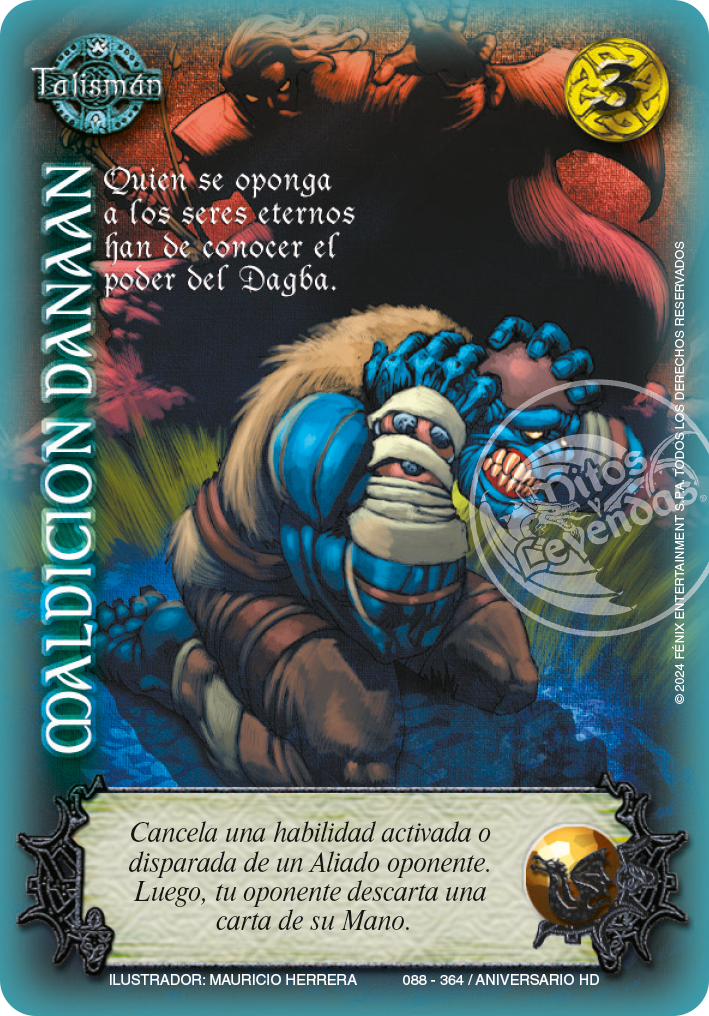 Talismán
3
MALDICION DANAAN
Quien se oponga
a los seres eternos
han de conocer el
poder del Dagba.
© 2024 FÉNIX ENTERTAINMENT S.P.A. TODOS LOS DERECHOS RESERVADOS
Mitos
y
Leyendas
®
Cancela una habilidad activada o
disparada de un Aliado oponente.
Luego, tu oponente descarta una
carta de su Mano.
ILUSTRADOR: MAURICIO HERRERA 088 - 364 / ANIVERSARIO HD